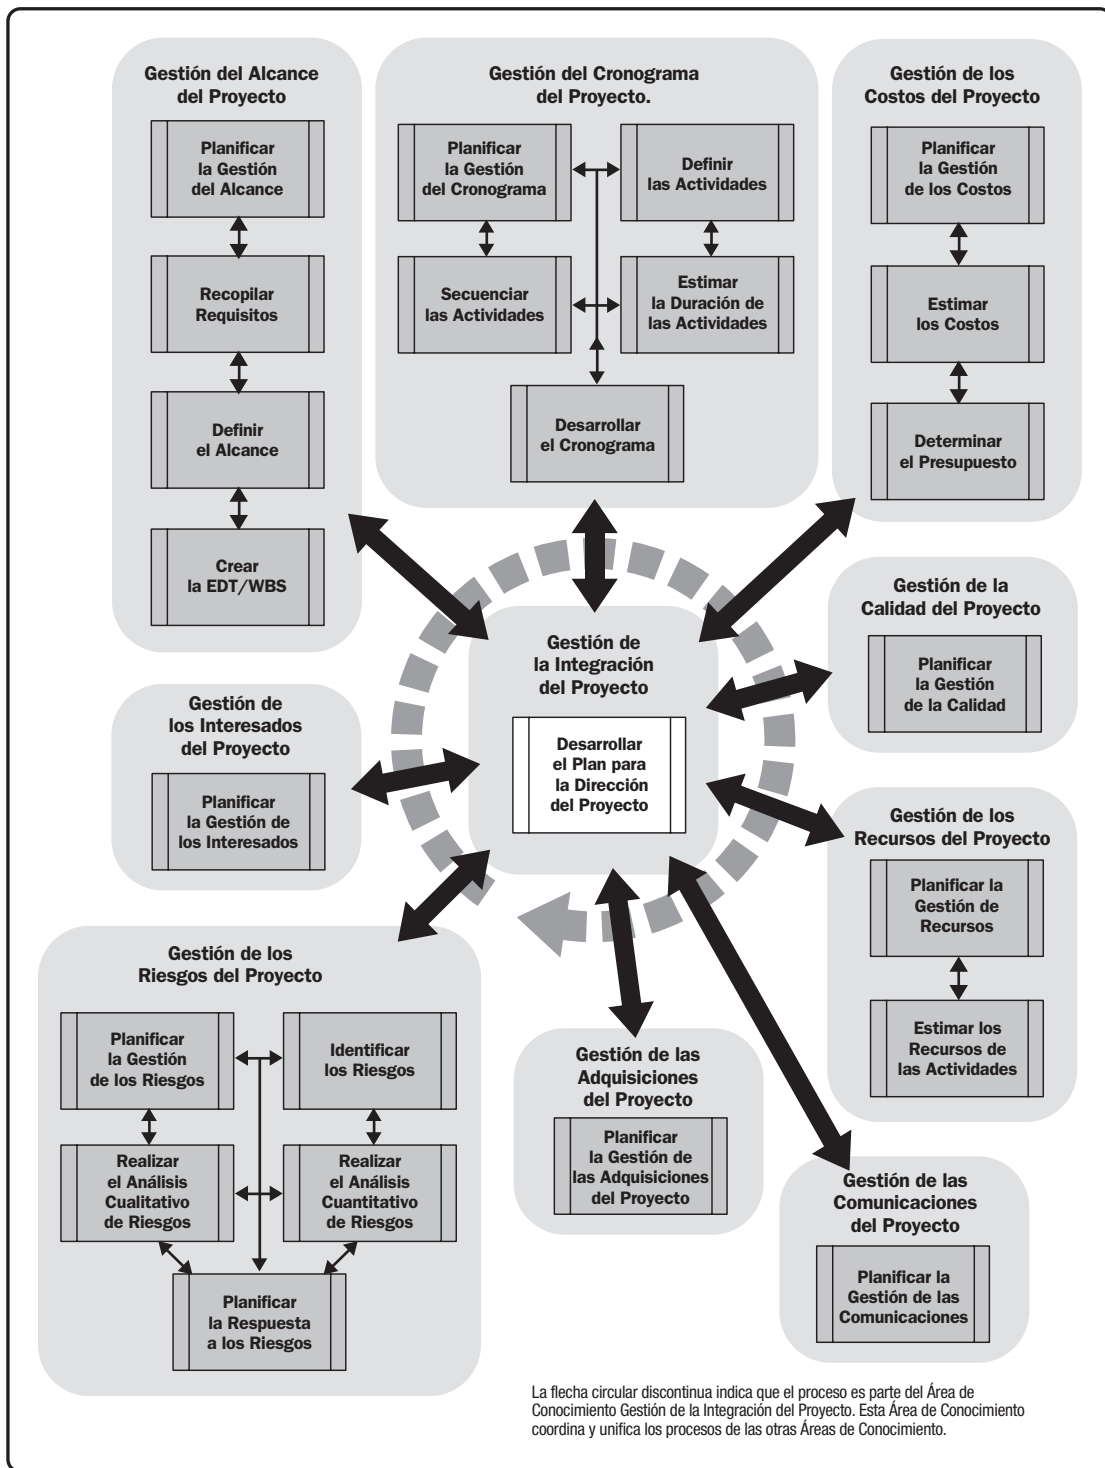 Gestión del Alcance
del Proyecto
Planificar
la Gestión
del Alcance
Recopilar
Requisitos
Definir
el Alcance
Crear
la EDT/WBS
Gestión del Cronograma
del Proyecto.
Planificar
la Gestión
del Cronograma
Definir
las Actividades
Secuenciar
las Actividades
Estimar
la Duración de
las Actividades
Desarrollar
el Cronograma
Gestión de los
Costos del Proyecto
Planificar
la Gestión
de los Costos
Estimar
los Costos
Determinar
el Presupuesto
Gestión de la
Calidad del Proyecto
Planificar
la Gestión
de la Calidad
Gestión de
la Integración
del Proyecto
Desarrollar
el Plan para
la Dirección
del Proyecto
Gestión de
los Interesados
del Proyecto
Planificar
la Gestión de
los Interesados
Gestión de los
Recursos del Proyecto
Planificar la
Gestión de
Recursos
Estimar los
Recursos de
las Actividades
Gestión de los
Riesgos del Proyecto
Planificar
la Gestión
de los Riesgos
Identificar
los Riesgos
Realizar
el Análisis
Cualitativo
de Riesgos
Realizar
el Análisis
Cuantitativo
de Riesgos
Planificar
la Respuesta
a los Riesgos
Gestión de las
Adquisiciones
del Proyecto
Planificar
la Gestión de
las Adquisiciones
del Proyecto
Gestión de las
Comunicaciones
del Proyecto
Planificar la
Gestión de las
Comunicaciones
La flecha circular discontinua indica que el proceso es parte del Área de
Conocimiento Gestión de la Integración del Proyecto. Esta Área de Conocimiento
coordina y unifica los procesos de las otras Áreas de Conocimiento.